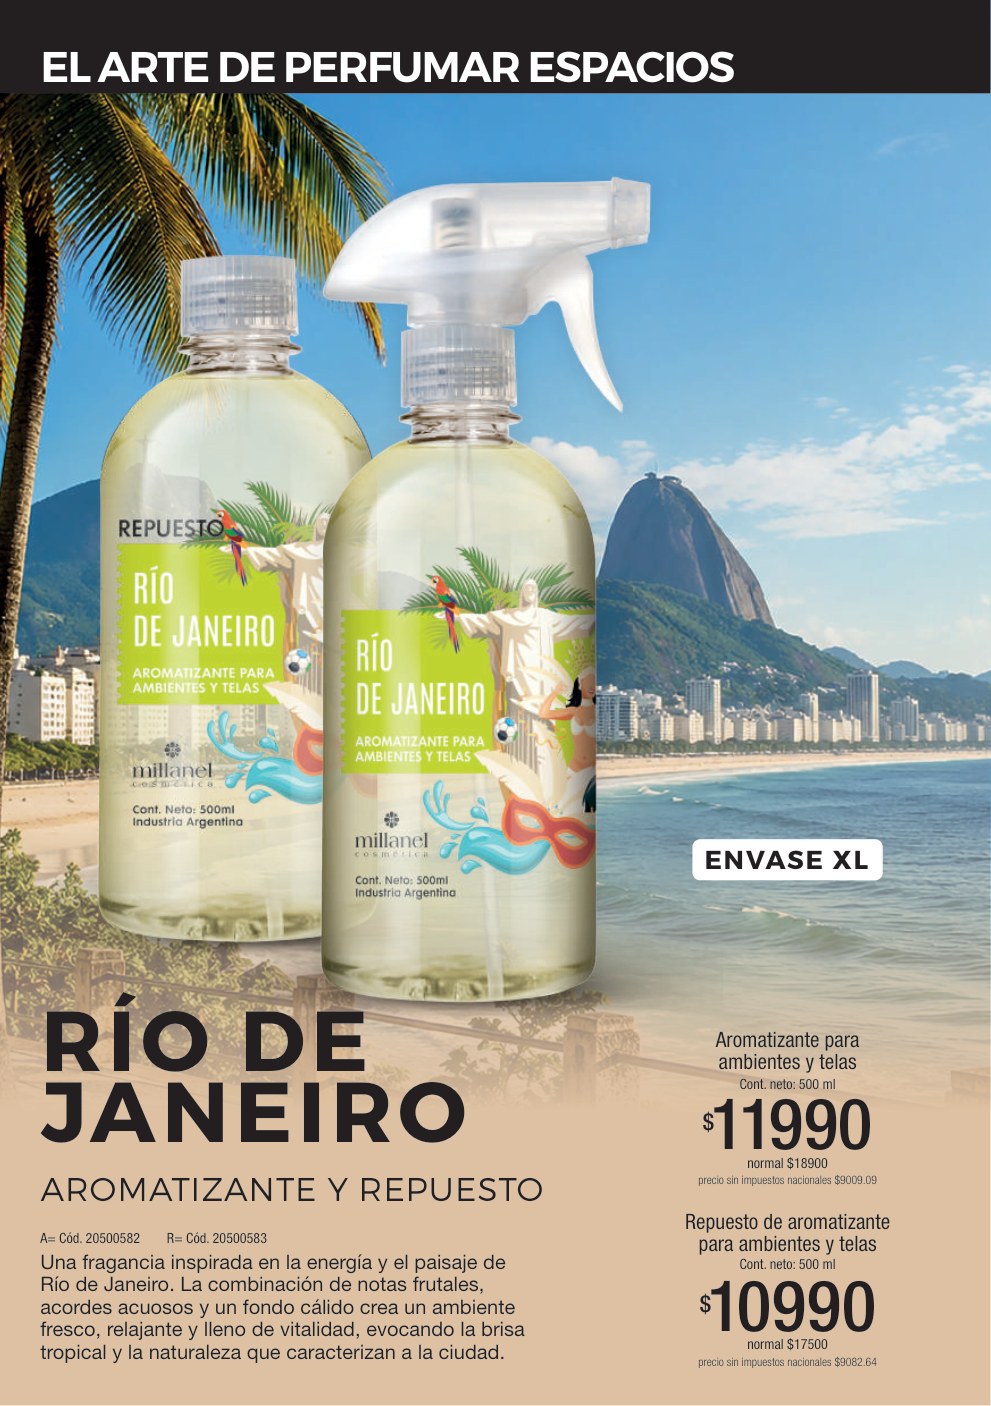 EL ARTE DE PERFUMAR ESPACIOS
REPUESTO
RÍO
DE JANEIRO
AROMATIZANTE PARA
AMBIENTES Y TELAS
millanel
cosmética
Cont. Neto: 500ml
Industria Argentina
RÍO
DE JANEIRO
AROMATIZANTE PARA
AMBIENTES Y TELAS
millanel
cosmética
Cont. Neto: 500ml
Industria Argentina
ENVASE XL
RÍO DE
JANEIRO
AROMATIZANTE Y REPUESTO
A= Cód. 20500582 R= Cód. 20500583
Una fragancia inspirada en la energía y el paisaje de
Río de Janeiro. La combinación de notas frutales,
acordes acuosos y un fondo cálido crea un ambiente
fresco, relajante y lleno de vitalidad, evocando la brisa
tropical y la naturaleza que caracterizan a la ciudad.
Aromatizante para
ambientes y telas
Cont. neto: 500 ml
$11990
normal $18900
precio sin impuestos nacionales $9009.09
Repuesto de aromatizante
para ambientes y telas
Cont. neto: 500 ml
$10990
normal $17500
precio sin impuestos nacionales $9082.64